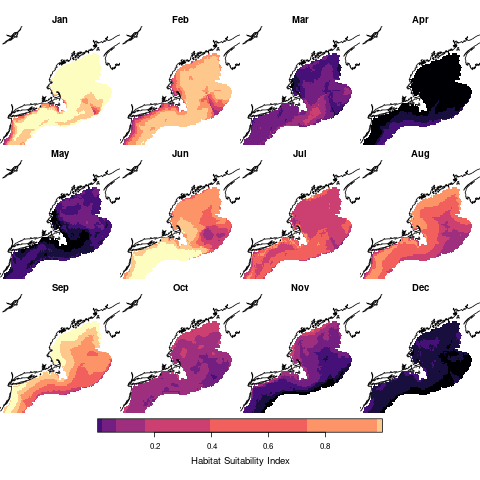 Jan Feb Mar Apr
May Jun Jul Aug
Sep Oct Nov Dec
0.2 0.4 0.6 0.8
Habitat Suitability Index